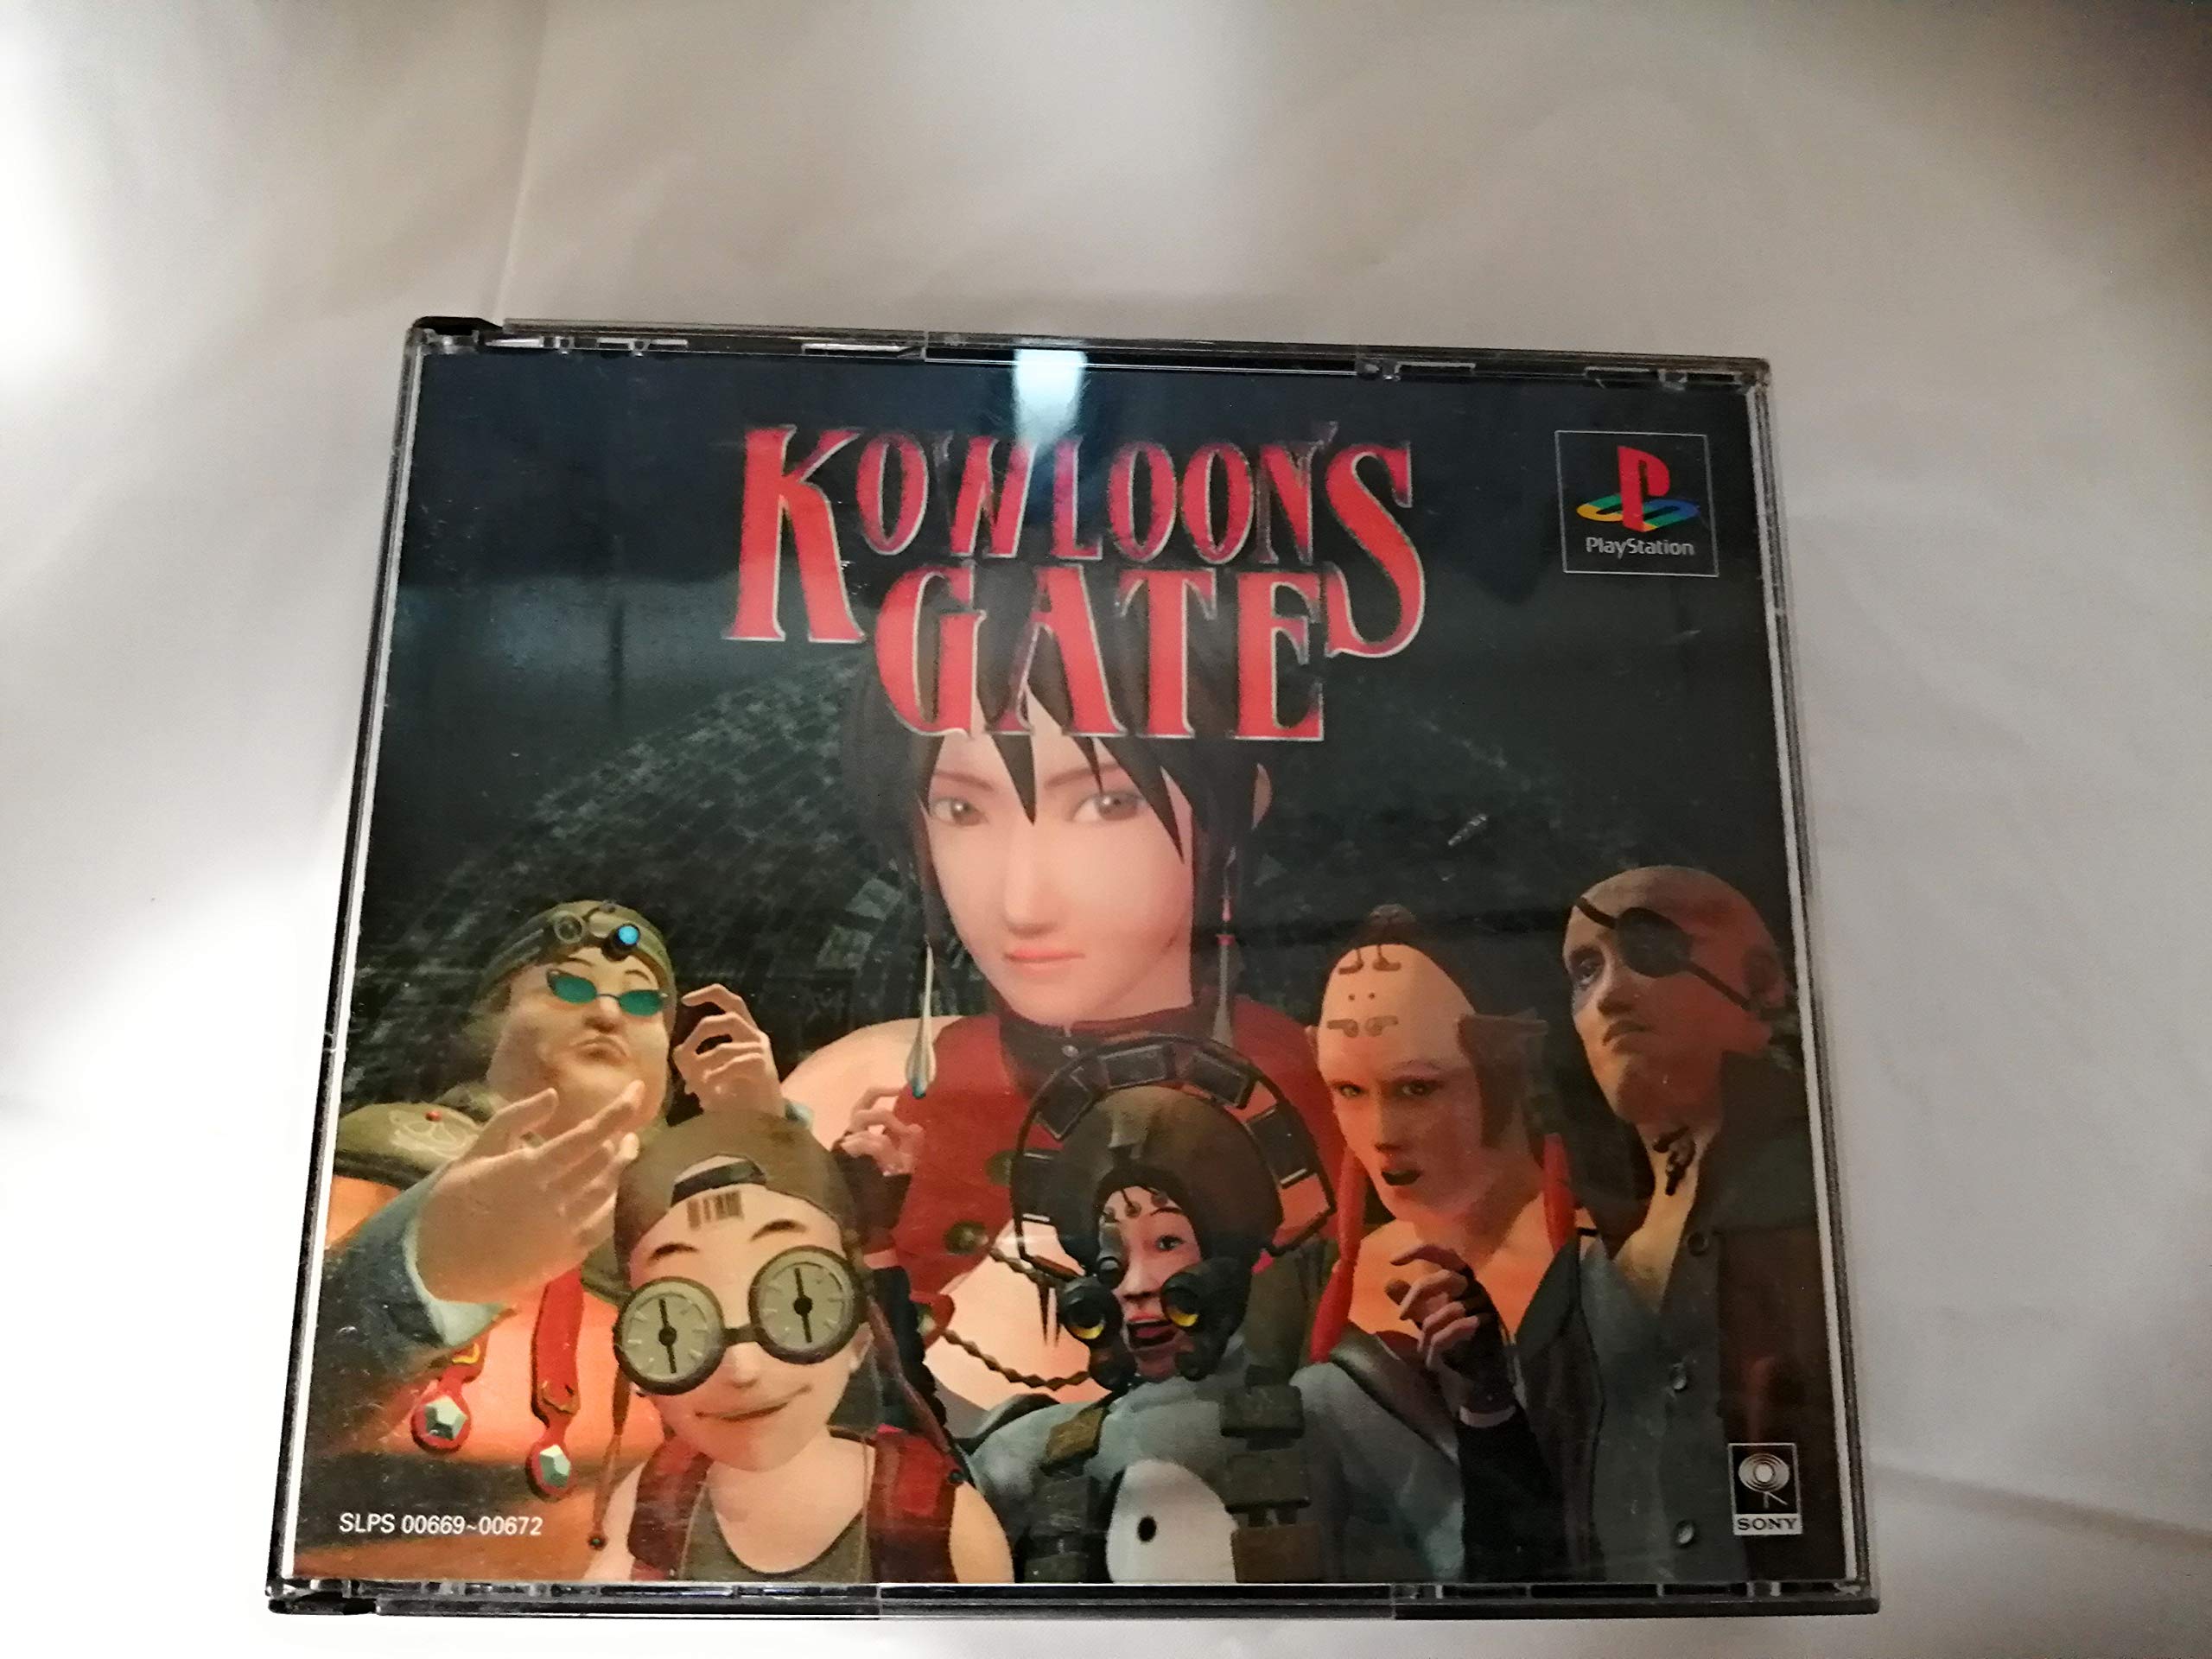 KOWLOON'S
GATE
PlayStation
SLPS 00669~00672
SONY